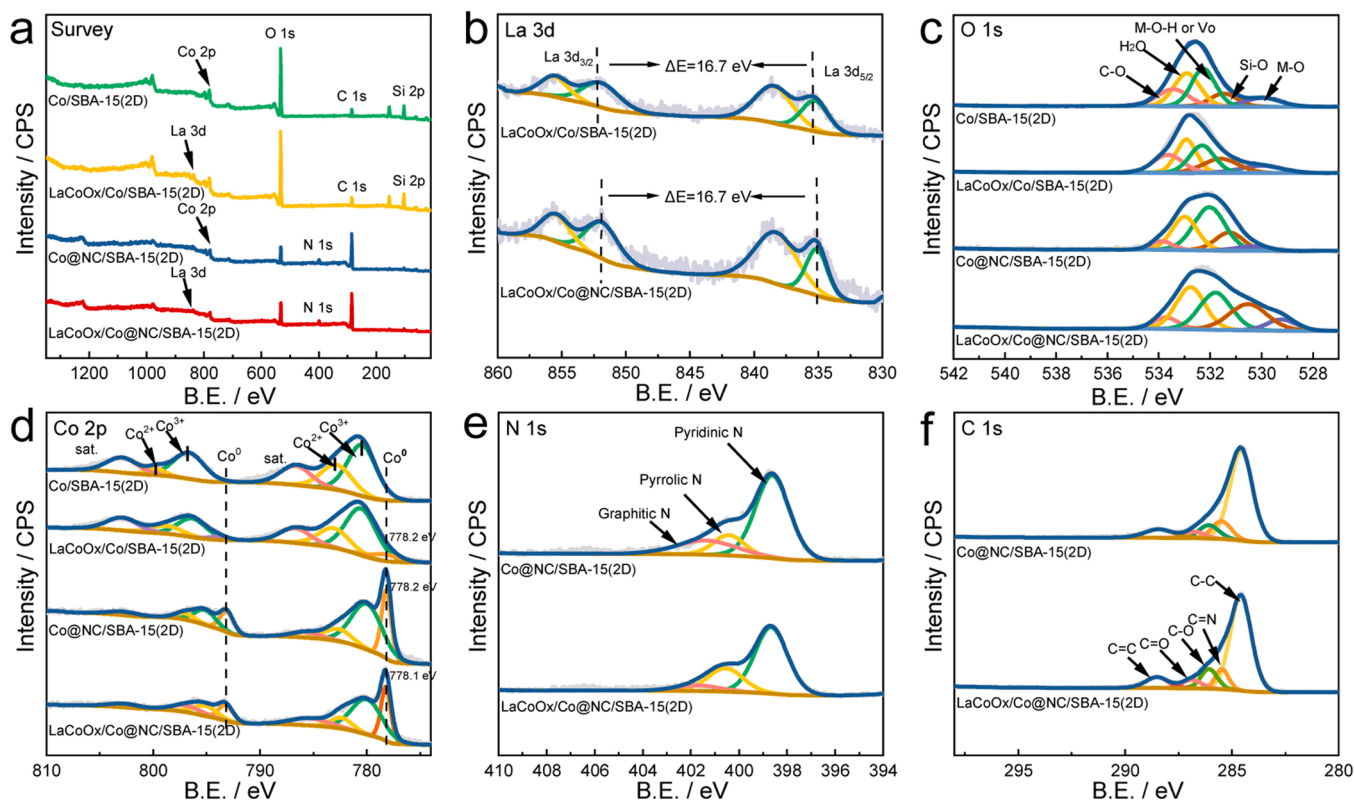 a Survey
O 1s
Co 2p
C 1s
Si 2p
Co/SBA-15(2D)
La 3d
C 1s
Si 2p
LaCoOx/Co/SBA-15(2D)
Co 2p
N 1s
Co@NC/SBA-15(2D)
La 3d
N 1s
LaCoOx/Co@NC/SBA-15(2D)
Intensity / CPS
1200 1000 800 600 400 200
B.E. / eV
b La 3d
La 3d3/2
ΔE=16.7 eV
La 3d5/2
LaCoOx/Co/SBA-15(2D)
ΔE=16.7 eV
LaCoOx/Co@NC/SBA-15(2D)
Intensity / CPS
860 855 850 845 840 835 830
B.E. / eV
c O 1s
M-O-H or Vo
H2O
Si-O
C-O
M-O
Co/SBA-15(2D)
LaCoOx/Co/SBA-15(2D)
Co@NC/SBA-15(2D)
LaCoOx/Co@NC/SBA-15(2D)
Intensity / CPS
542 540 538 536 534 532 530 528
B.E. / eV
d Co 2p
sat.
Co2+
Co3+
Co0
sat.
Co2+
Co3+
Co0
Co/SBA-15(2D)
778.2 eV
LaCoOx/Co/SBA-15(2D)
778.2 eV
Co@NC/SBA-15(2D)
778.1 eV
LaCoOx/Co@NC/SBA-15(2D)
Intensity / CPS
810 800 790 780
B.E. / eV
e N 1s
Pyridinic N
Pyrrolic N
Graphitic N
Co@NC/SBA-15(2D)
LaCoOx/Co@NC/SBA-15(2D)
Intensity / CPS
410 408 406 404 402 400 398 396 394
B.E. / eV
f C 1s
Co@NC/SBA-15(2D)
C-C
C=N
C-O
C=O
C=C
LaCoOx/Co@NC/SBA-15(2D)
Intensity / CPS
295 290 285 280
B.E. / eV